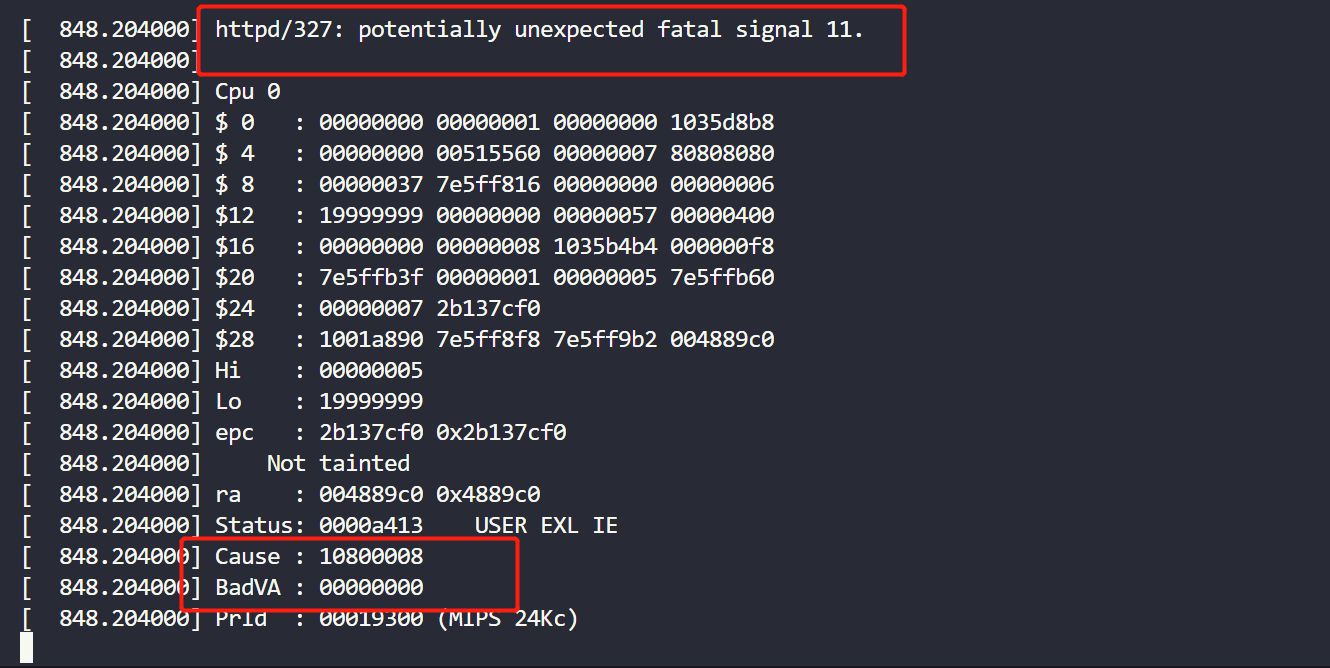 [  848.204000] httpd/327: potentially unexpected fatal signal 11.
[  848.204000]
[  848.204000] Cpu 0
[  848.204000] $ 0   : 00000000 00000001 00000000 1035d8b8
[  848.204000] $ 4   : 00000000 00515560 00000007 80808080
[  848.204000] $ 8   : 00000037 7e5ff816 00000000 00000006
[  848.204000] $12   : 19999999 00000000 00000057 00000400
[  848.204000] $16   : 00000000 00000008 1035b4b4 000000f8
[  848.204000] $20   : 7e5ffb3f 00000001 00000005 7e5ffb60
[  848.204000] $24   : 00000007 2b137cf0
[  848.204000] $28   : 1001a890 7e5ff8f8 7e5ff9b2 004889c0
[  848.204000] Hi    : 00000005
[  848.204000] Lo    : 19999999
[  848.204000] epc   : 2b137cf0 0x2b137cf0
[  848.204000]     Not tainted
[  848.204000] ra    : 004889c0 0x4889c0
[  848.204000] Status: 0000a413    USER EXL IE
[  848.204000] Cause : 10800008
[  848.204000] BadVA : 00000000
[  848.204000] PrId  : 00019300 (MIPS 24Kc)